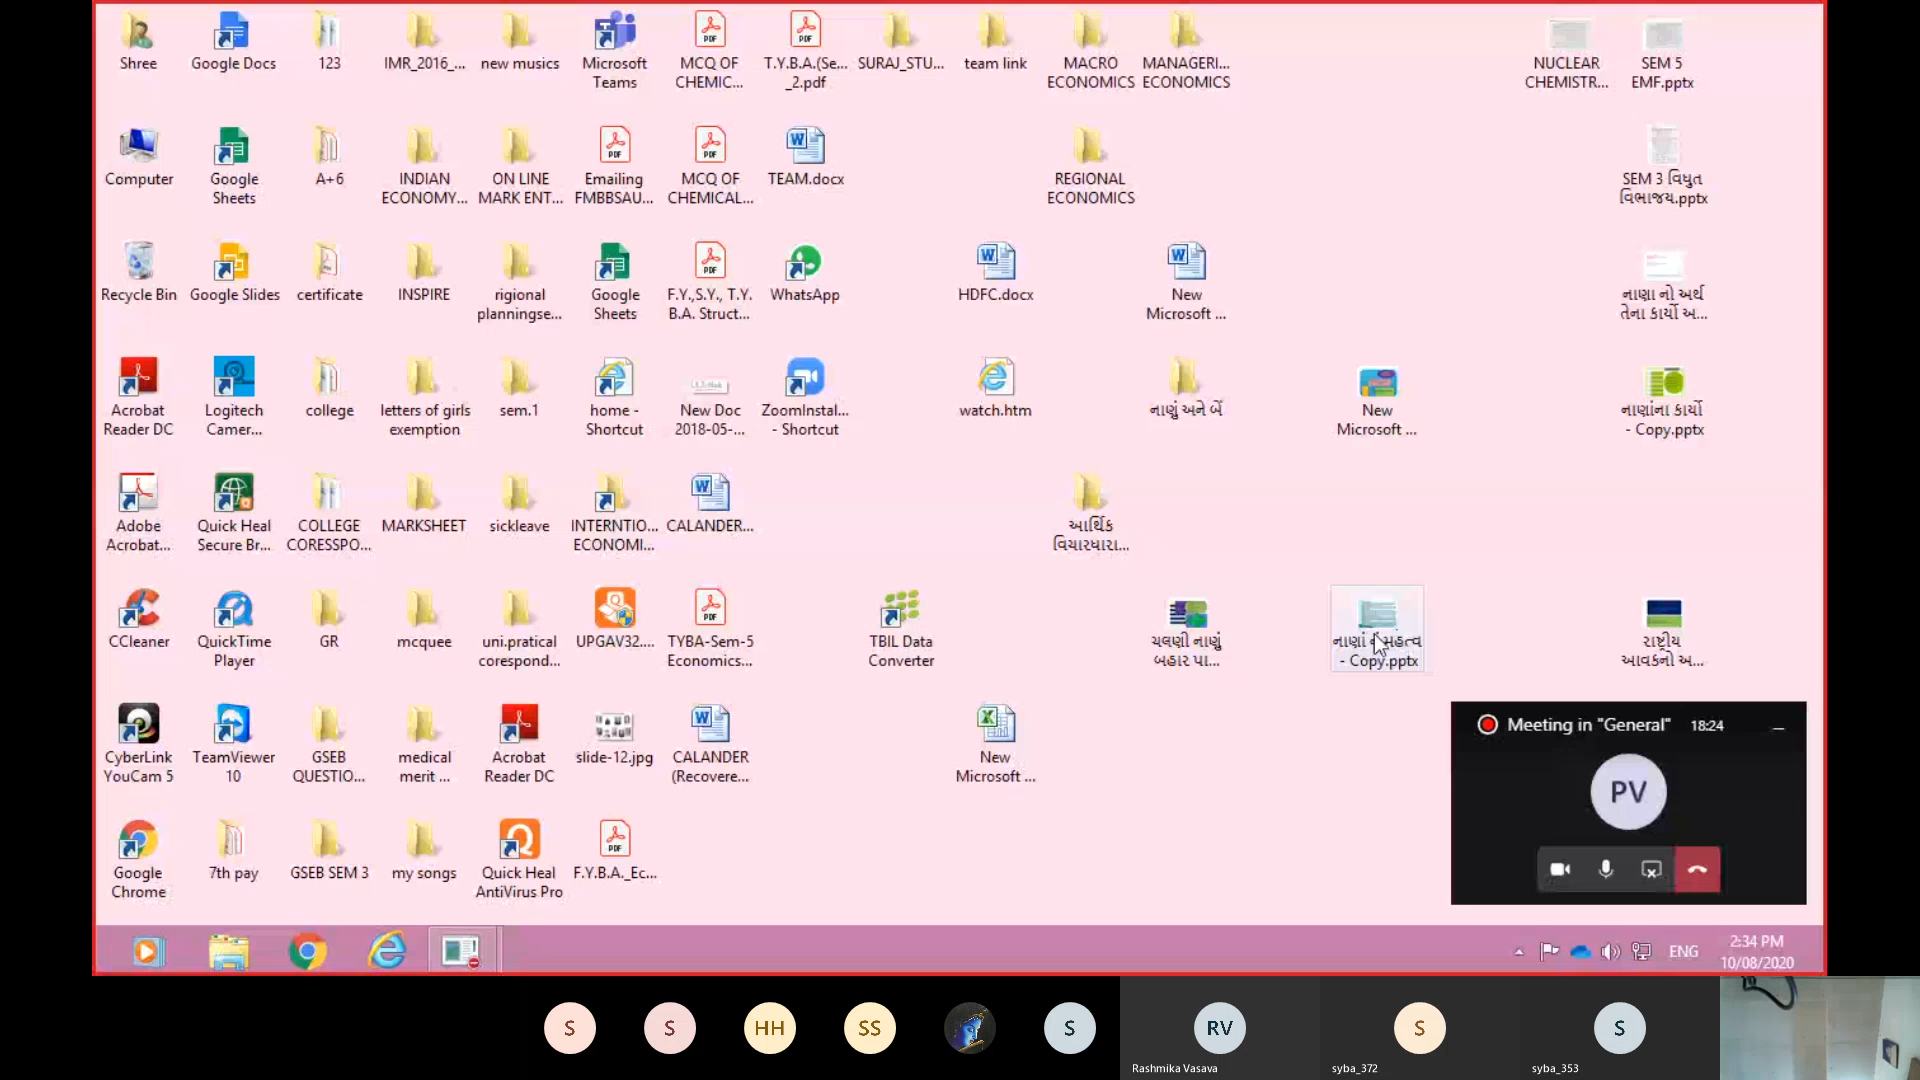 Shree
Google Docs
123
IMR_2016_...
new musics
Microsoft
Teams
MCQ OF
CHEMIC...
T.Y.B.A.(Se...
_2.pdf
SURAJ_STU...
team link
MACRO
ECONOMICS
MANAGERI...
ECONOMICS
NUCLEAR
CHEMISTR...
SEM 5
EMF.pptx
Computer
Google
Sheets
A+6
INDIAN
ECONOMY...
ON LINE
MARK ENT...
Emailing
FMBBSAU...
MCQ OF
CHEMICAL...
TEAM.docx
REGIONAL
ECONOMICS
SEM 3 વિધુત
વિભાજય.pptx
Recycle Bin
Google Slides
certificate
INSPIRE
rigional
planningse...
Google
Sheets
F.Y.,S.Y., T.Y.
B.A. Struct...
WhatsApp
HDFC.docx
New
Microsoft ...
નાણા નો અર્થ
તેના કાર્યો અ...
Acrobat
Reader DC
Logitech
Camer...
college
letters of girls
exemption
sem.1
home -
Shortcut
New Doc
2018-05-...
ZoomInstal...
- Shortcut
watch.htm
નાણું અને બેં
New
Microsoft ...
નાણાંના કાર્યો
- Copy.pptx
Adobe
Acrobat...
Quick Heal
Secure Br...
COLLEGE
CORESSPO...
MARKSHEET
sickleave
INTERNTIO...
ECONOMI...
CALANDER...
આર્થિક
વિચારધારા...
CCleaner
QuickTime
Player
GR
mcquee
uni.pratical
corespond...
UPGAV32....
TYBA-Sem-5
Economics...
TBIL Data
Converter
ચલણી નાણું
બહાર પા...
નાણાં
- Copy.pptx
રાષ્ટ્રીય
આવકનો અ...
CyberLink
YouCam 5
TeamViewer
10
GSEB
QUESTIO...
medical
merit ...
Acrobat
Reader DC
slide-12.jpg
CALANDER
(Recovere...
New
Microsoft ...
Meeting in "General" 18:24
PV
Google
Chrome
7th pay
GSEB SEM 3
my songs
Quick Heal
AntiVirus Pro
F.Y.B.A._Ec...
ENG
2:34 PM
10/08/2020
S
S
HH
SS
S
RV
S
S
Rashmika Vasava
syba_372
syba_353